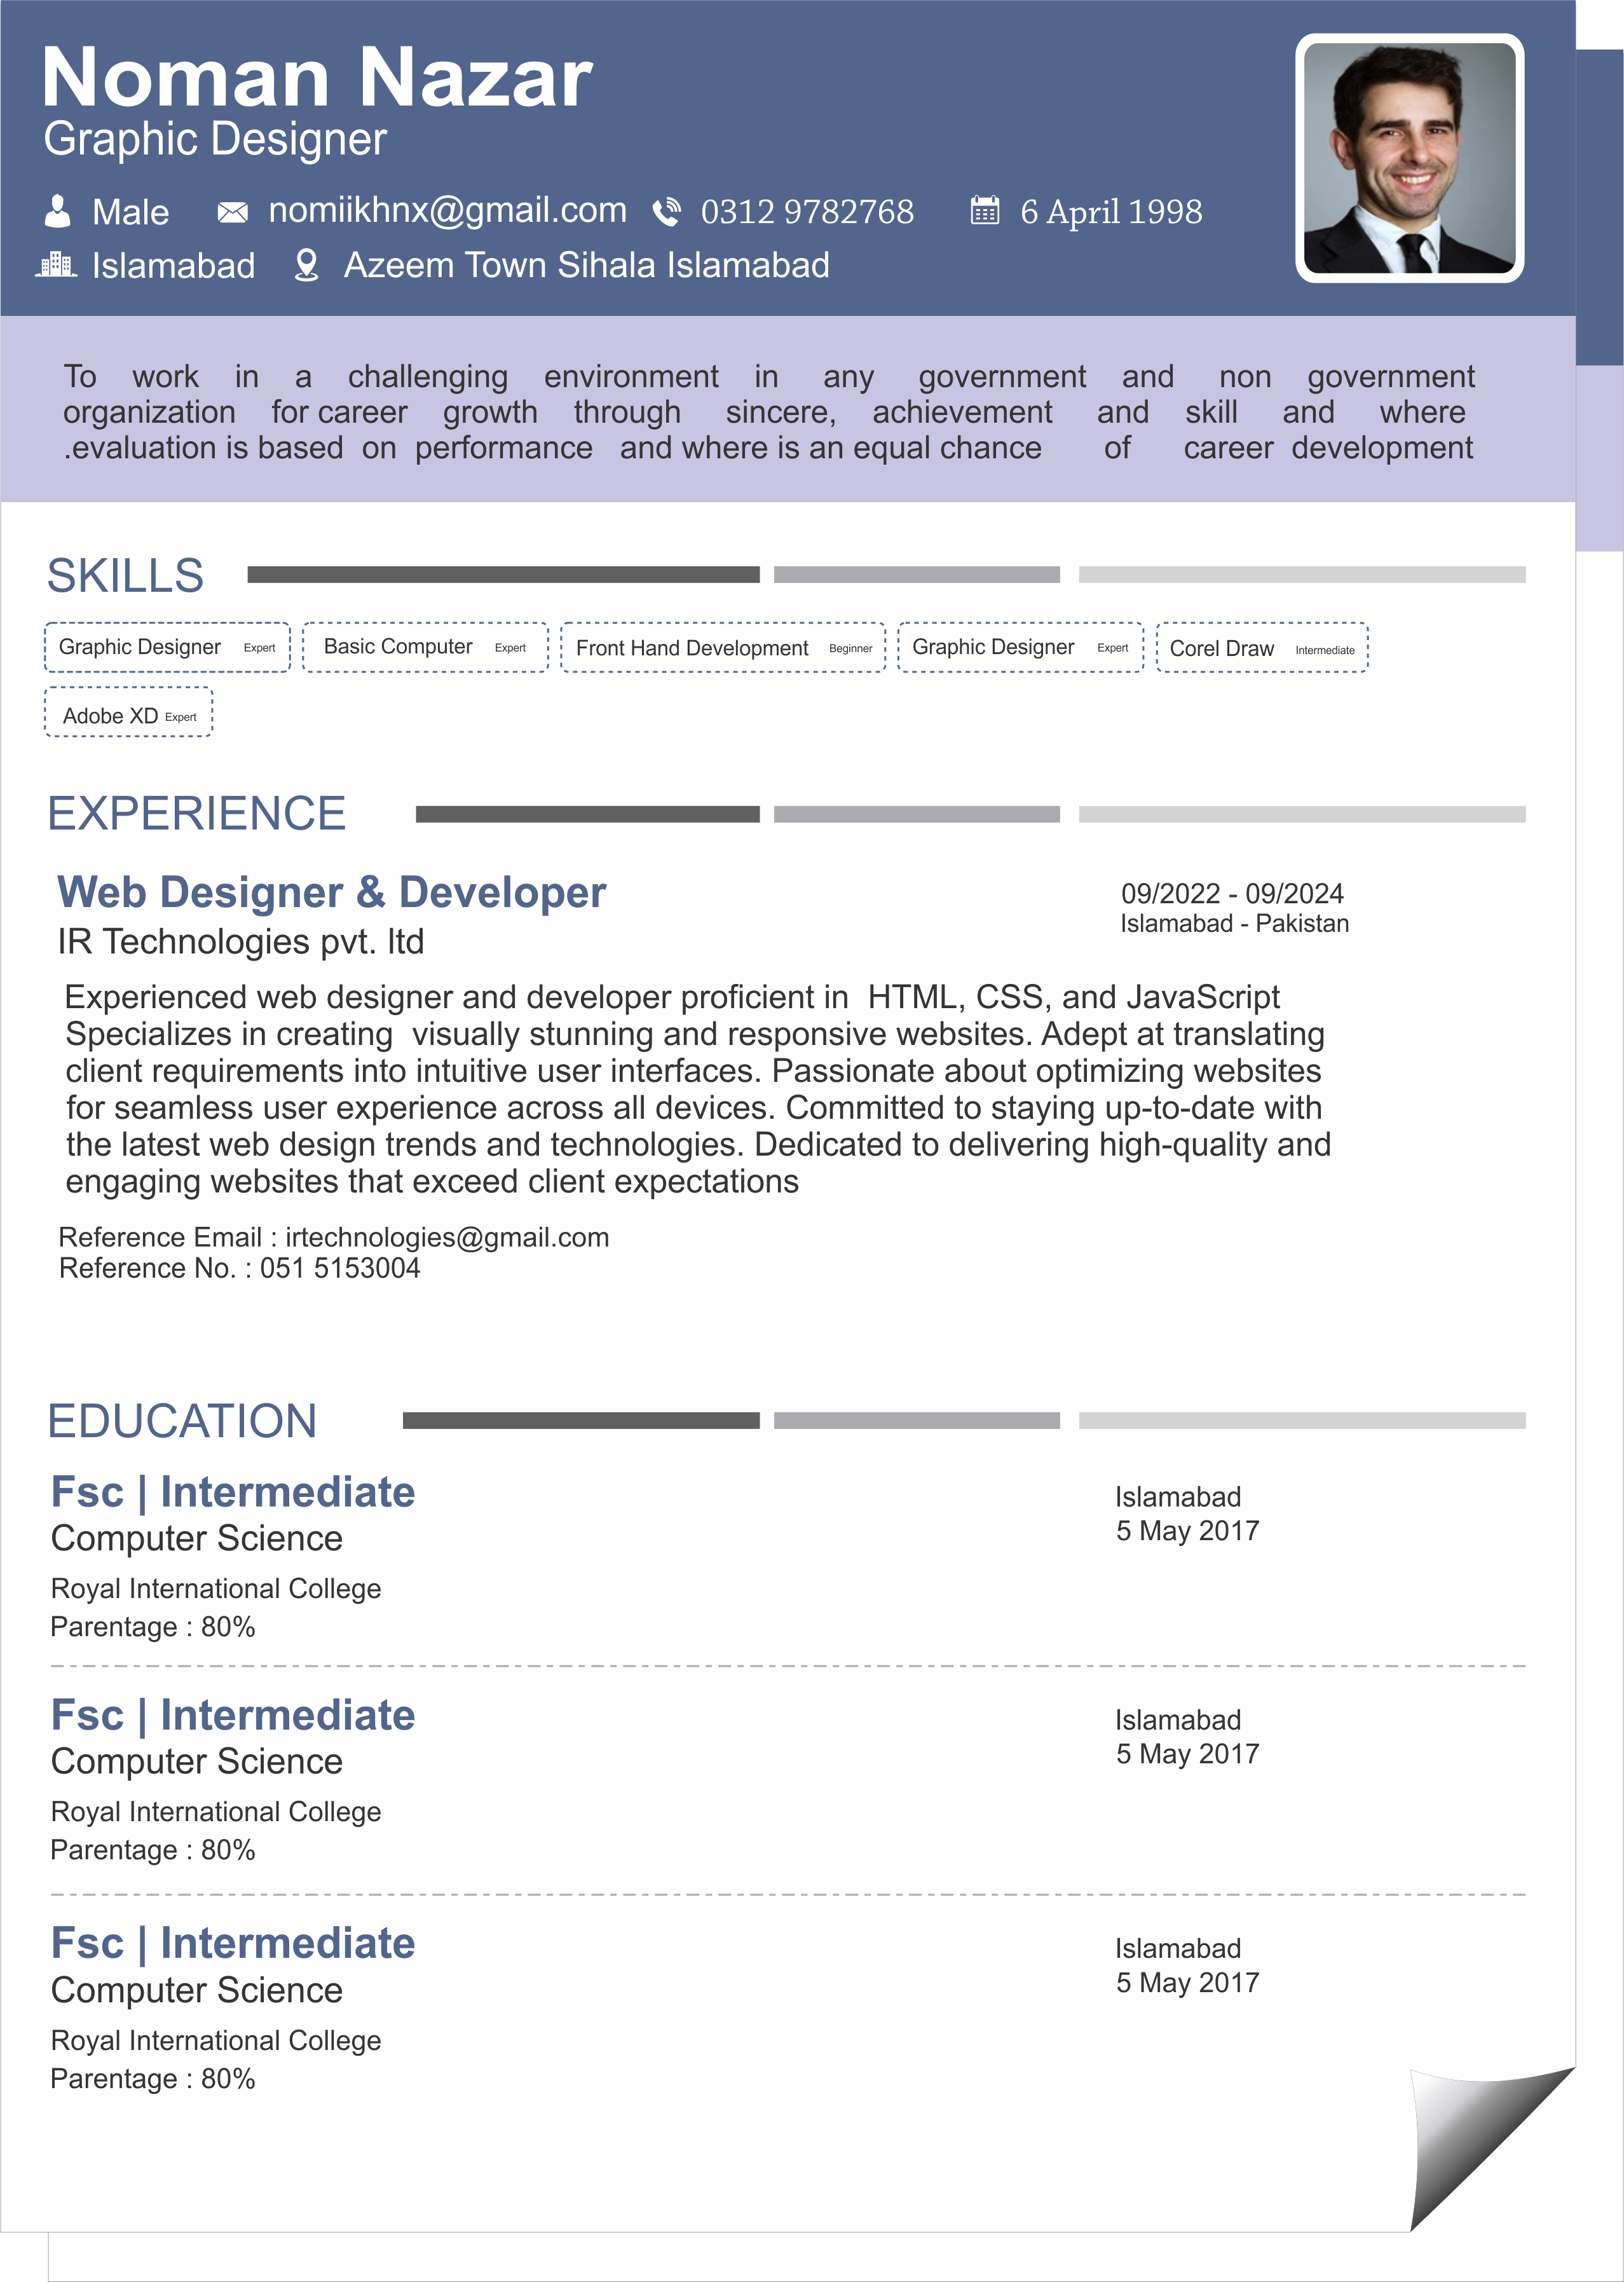 Noman Nazar
Graphic Designer
Male nomiikhnx@gmail.com 0312 9782768 6 April 1998
Islamabad Azeem Town Sihala Islamabad
To work in a challenging environment in any government and non government
organization for career growth through sincere, achievement and skill and where
.evaluation is based on performance and where is an equal chance of career development
SKILLS
Graphic Designer Expert Basic Computer Expert Front Hand Development Beginner Graphic Designer Expert Corel Draw Intermediate
Adobe XD Expert
EXPERIENCE
Web Designer & Developer 09/2022 - 09/2024
IR Technologies pvt. ltd Islamabad - Pakistan
Experienced web designer and developer proficient in HTML, CSS, and JavaScript
Specializes in creating visually stunning and responsive websites. Adept at translating
client requirements into intuitive user interfaces. Passionate about optimizing websites
for seamless user experience across all devices. Committed to staying up-to-date with
the latest web design trends and technologies. Dedicated to delivering high-quality and
engaging websites that exceed client expectations
Reference Email : irtechnologies@gmail.com
Reference No. : 051 5153004
EDUCATION
Fsc | Intermediate Islamabad
Computer Science 5 May 2017
Royal International College
Parentage : 80%
Fsc | Intermediate Islamabad
Computer Science 5 May 2017
Royal International College
Parentage : 80%
Fsc | Intermediate Islamabad
Computer Science 5 May 2017
Royal International College
Parentage : 80%